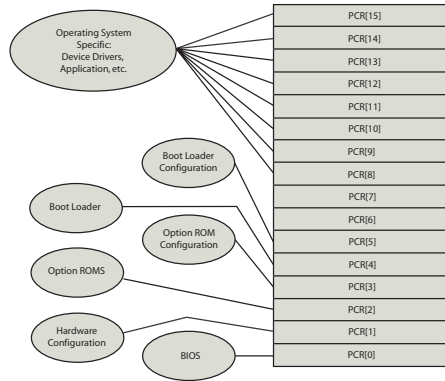 Operating System
Specific:
Device Drivers,
Application, etc.
Boot Loader
Configuration
Boot Loader
Option ROM
Configuration
Option ROMS
Hardware
Configuration
BIOS
PCR[15]
PCR[14]
PCR[13]
PCR[12]
PCR[11]
PCR[10]
PCR[9]
PCR[8]
PCR[7]
PCR[6]
PCR[5]
PCR[4]
PCR[3]
PCR[2]
PCR[1]
PCR[0]